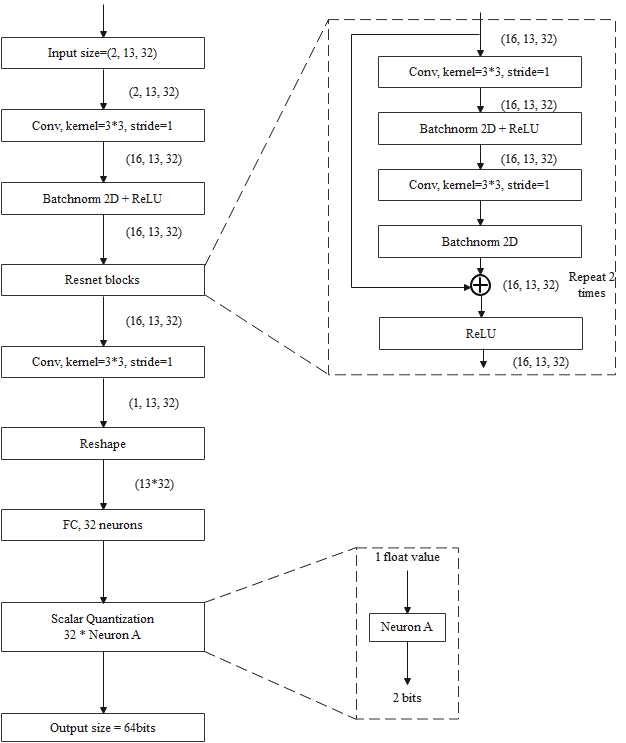 Input size=(2, 13, 32)
(2, 13, 32)
Conv, kernel=3*3, stride=1
(16, 13, 32)
Batchnorm 2D + ReLU
(16, 13, 32)
Resnet blocks
(16, 13, 32)
Conv, kernel=3*3, stride=1
(1, 13, 32)
Reshape
(13*32)
FC, 32 neurons
Scalar Quantization
32 * Neuron A
Output size = 64bits
(16, 13, 32)
Conv, kernel=3*3, stride=1
(16, 13, 32)
Batchnorm 2D + ReLU
(16, 13, 32)
Conv, kernel=3*3, stride=1
Batchnorm 2D
(16, 13, 32)
Repeat 2
times
ReLU
(16, 13, 32)
1 float value
Neuron A
2 bits